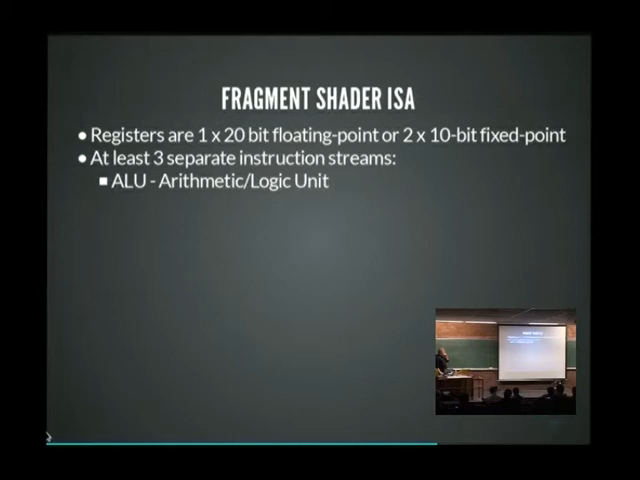 FRAGMENT SHADER ISA
• Registers are 1 x 20 bit floating-point or 2 x 10-bit fixed-point
• At least 3 separate instruction streams:
▪ ALU - Arithmetic/Logic Unit